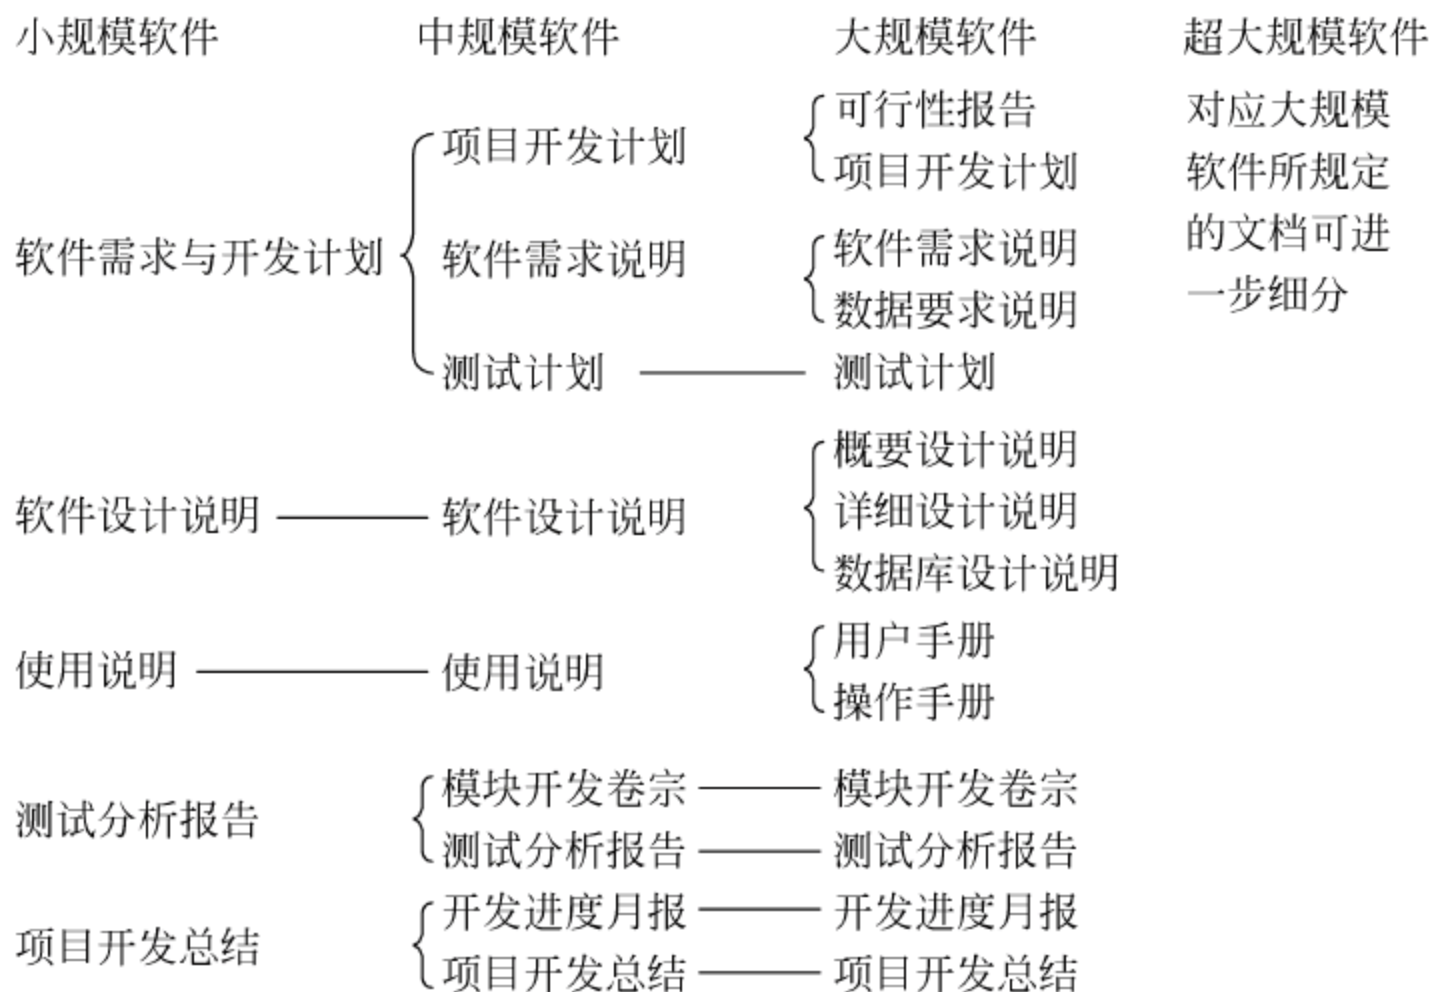 小规模软件 中规模软件 大规模软件 超大规模软件
软件需求与开发计划
项目开发计划
软件需求说明
测试计划
可行性报告
项目开发计划
软件需求说明
数据要求说明
测试计划
对应大规模
软件所规定
的文档可进
一步细分
软件设计说明
软件设计说明
概要设计说明
详细设计说明
数据库设计说明
使用说明
使用说明
用户手册
操作手册
测试分析报告
模块开发卷宗
测试分析报告
模块开发卷宗
测试分析报告
项目开发总结
开发进度月报
项目开发总结
开发进度月报
项目开发总结